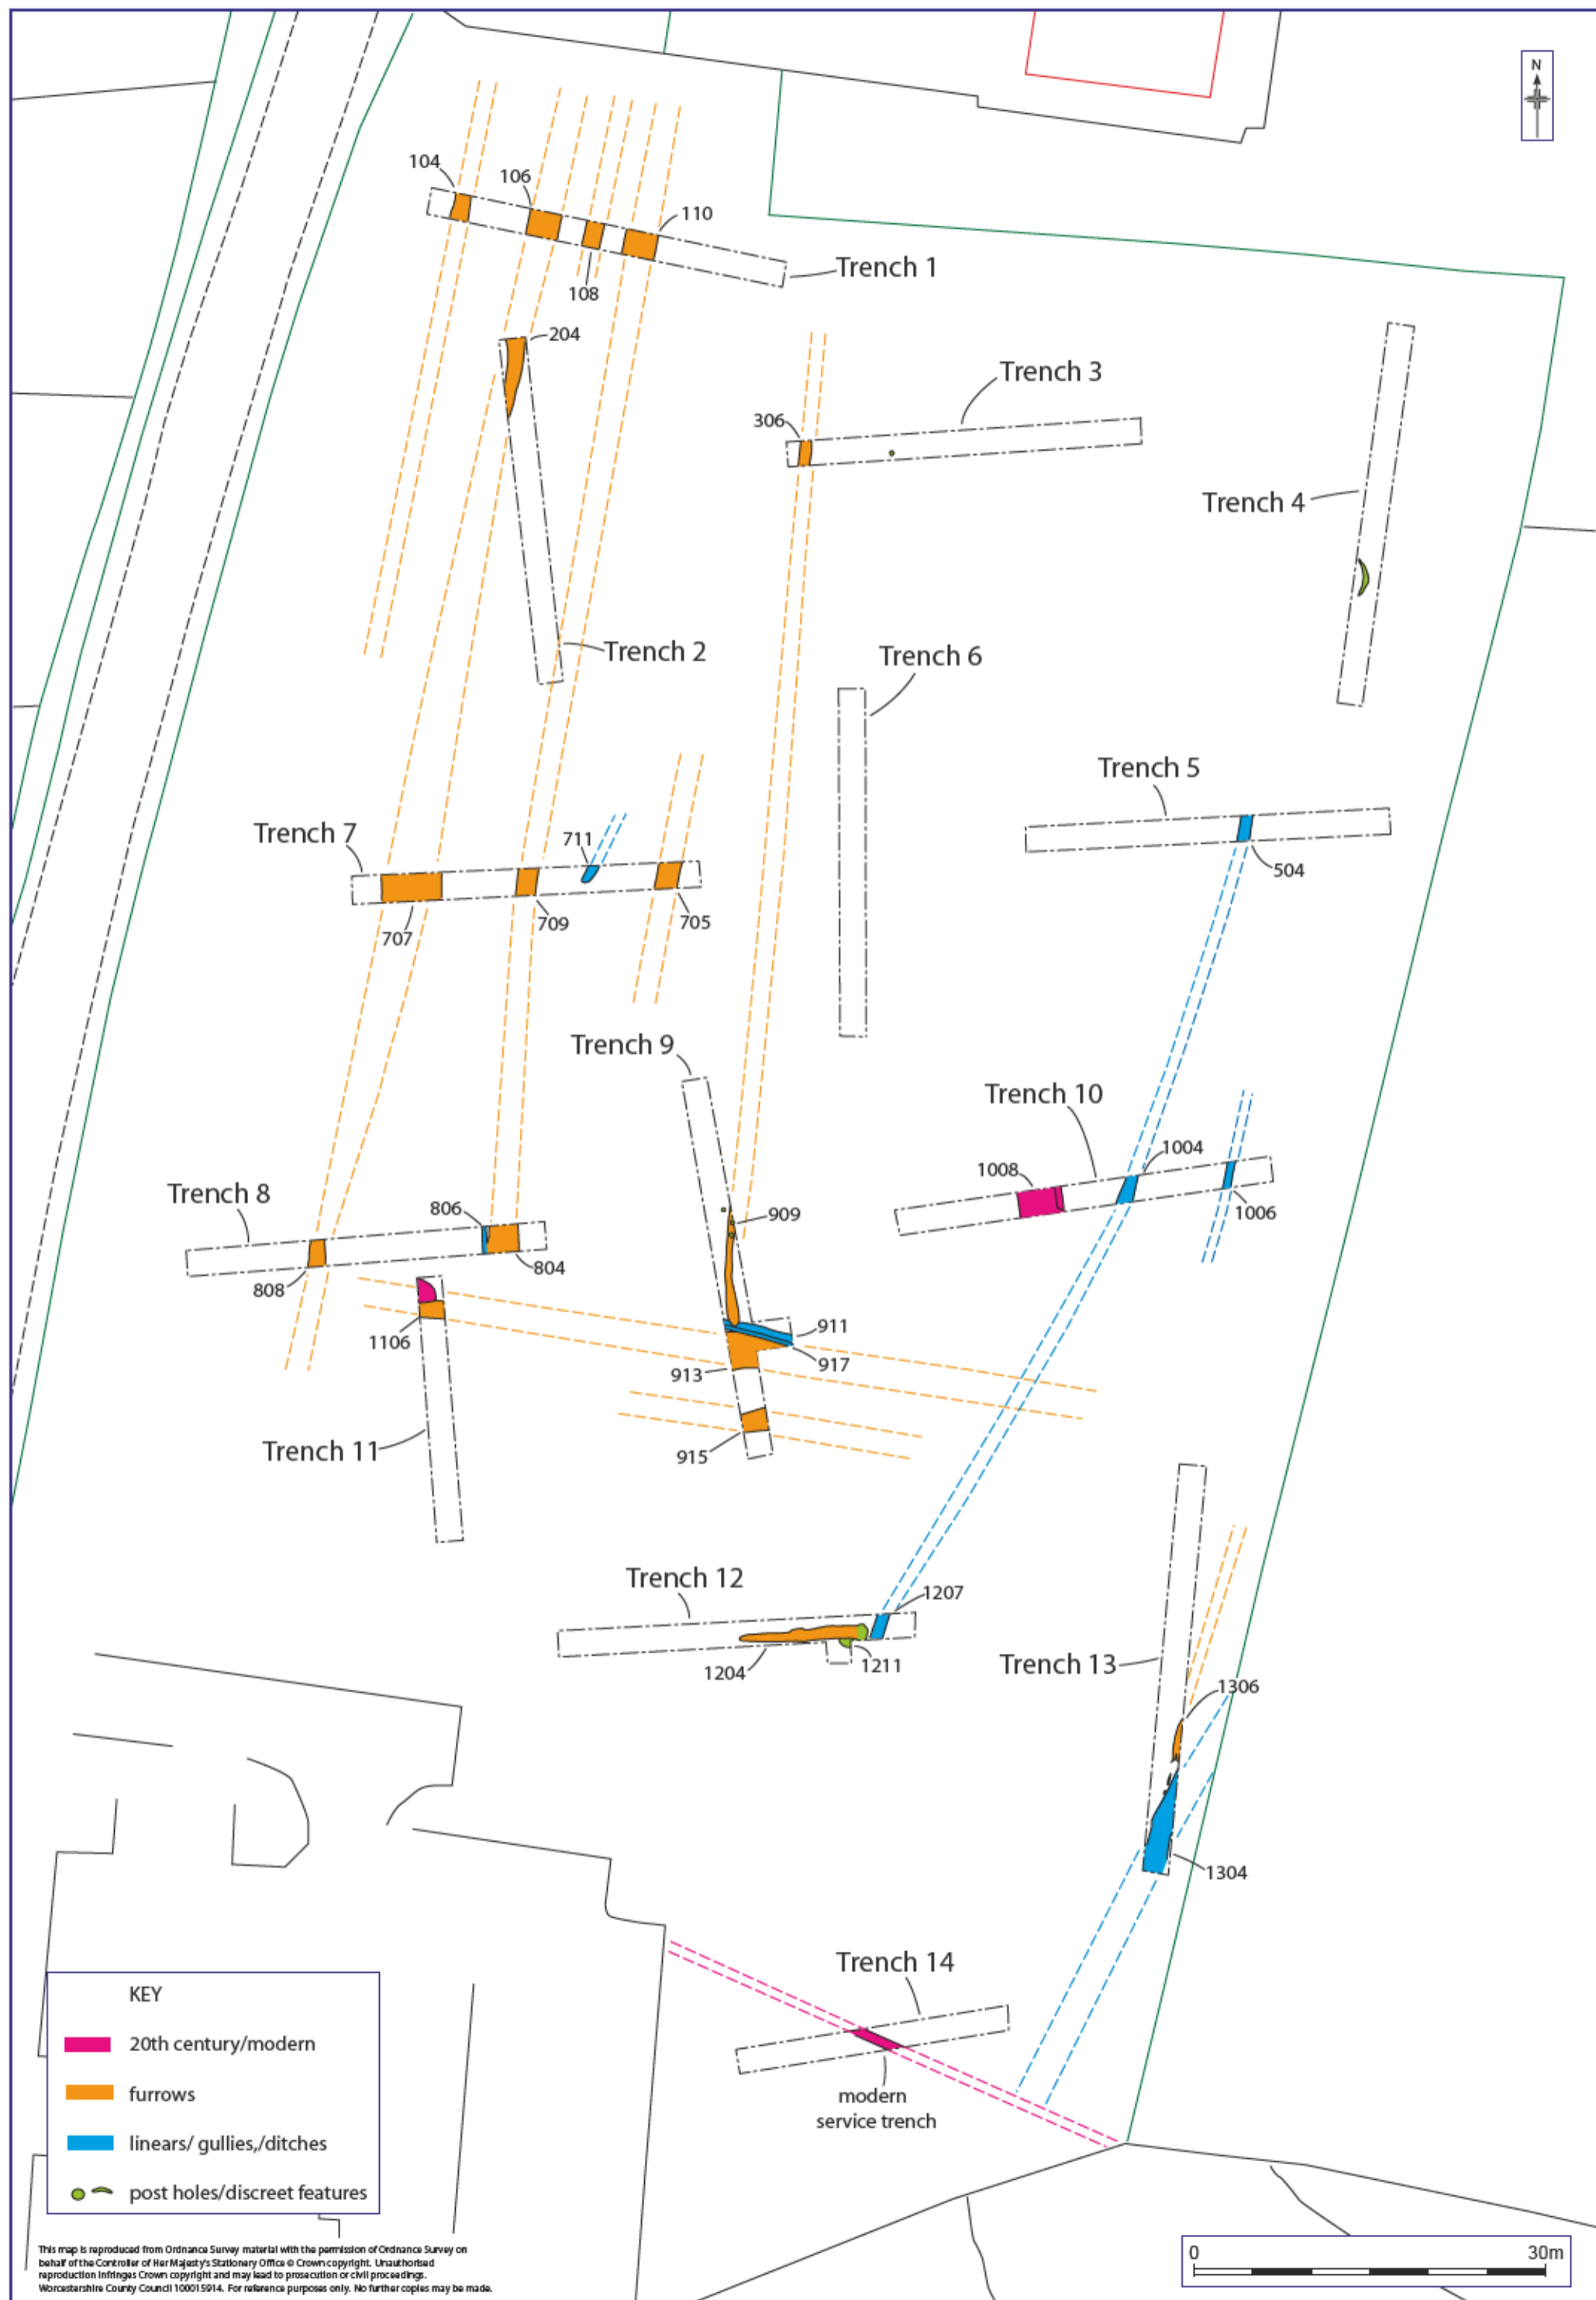 N
104
106
110
108
Trench 1
204
Trench 3
306
Trench 4
Trench 2
Trench 6
Trench 5
Trench 7
711
504
707
709
705
Trench 9
Trench 10
1004
1008
1006
Trench 8
806
909
808
804
911
1106
913
917
Trench 11
915
Trench 12
1207
1204
1211
Trench 13
1306
1304
Trench 14
modern
service trench
KEY
20th century/modern
furrows
linears/ gullies,/ditches
post holes/discreet features
0 30m
This map is reproduced from Ordnance Survey material with the permission of Ordnance Survey on
behalf of the Controller of Her Majesty's Stationery Office © Crown copyright. Unauthorised
reproduction infringes Crown copyright and may lead to prosecution or civil proceedings.
Worcestershire County Council 100015914. For reference purposes only. No further copies may be made.